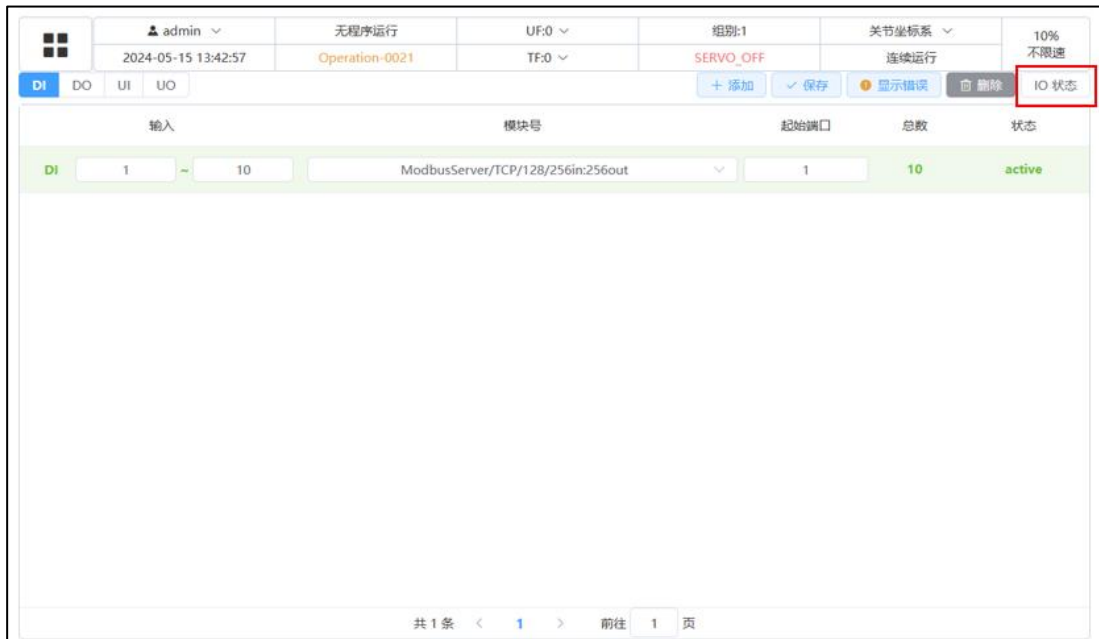 admin 无程序运行 UF:0 组别:1 关节坐标系 10%
不限速
2024-05-15 13:42:57 Operation-0021 TF:0 SERVO_OFF 连续运行
DI DO UI UO + 添加 保存 显示错误 删除 IO 状态
输入 模块号 起始端口 总数 状态
DI 1 ~ 10 ModbusServer/TCP/128/256in:256out 1 10 active
共 1 条 < 1 > 前往 1 页